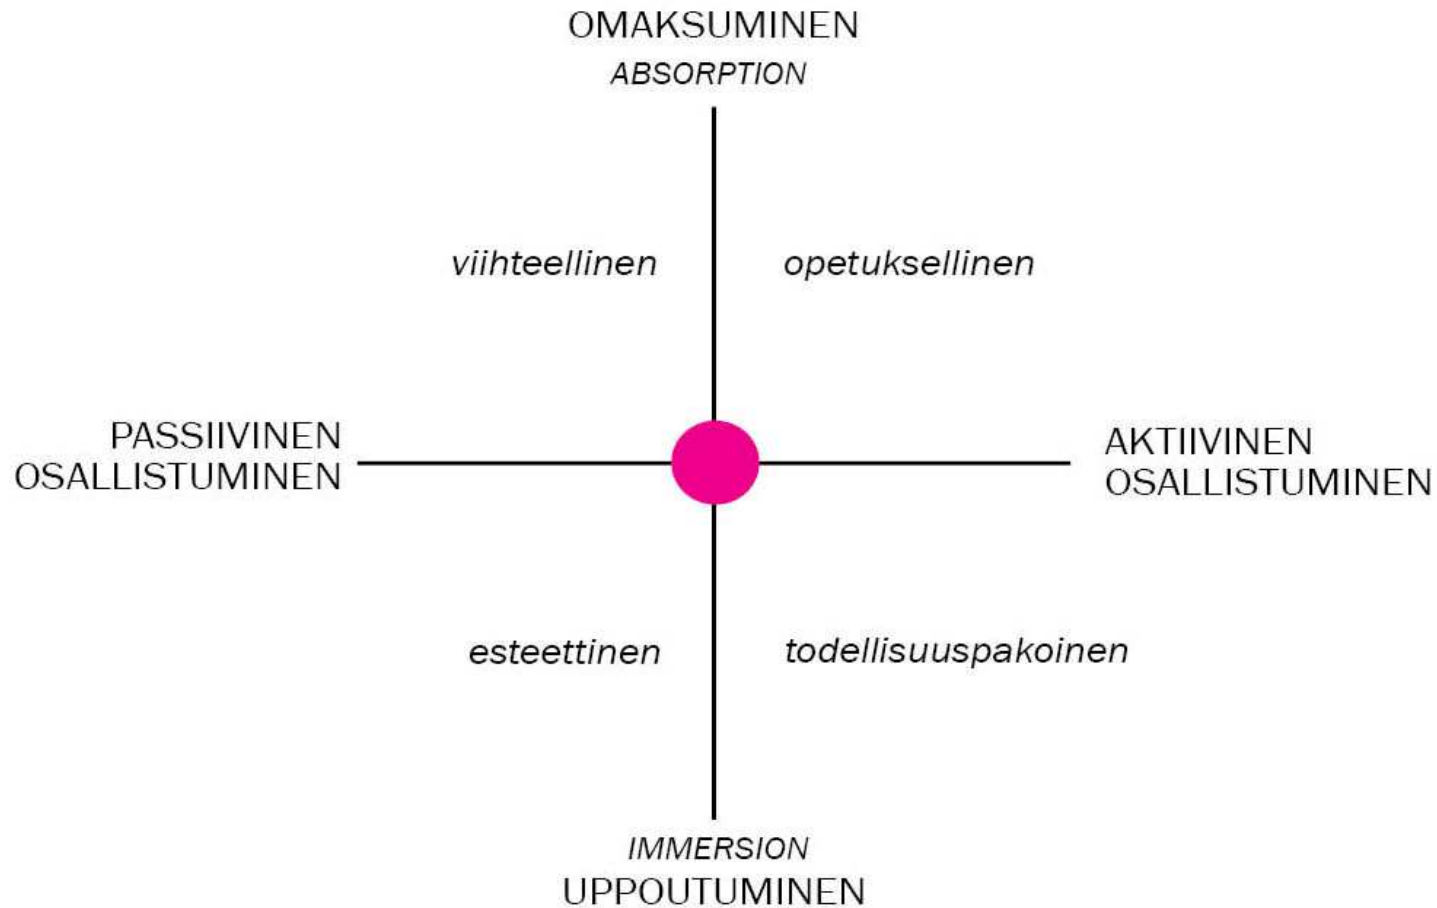 OMAKSUMINEN
ABSORPTION
viihteellinen
opetuksellinen
PASSIIVINEN
OSALLISTUMINEN
AKTIIVINEN
OSALLISTUMINEN
esteettinen
todellisuuspakoinen
IMMERSION
UPPOUTUMINEN